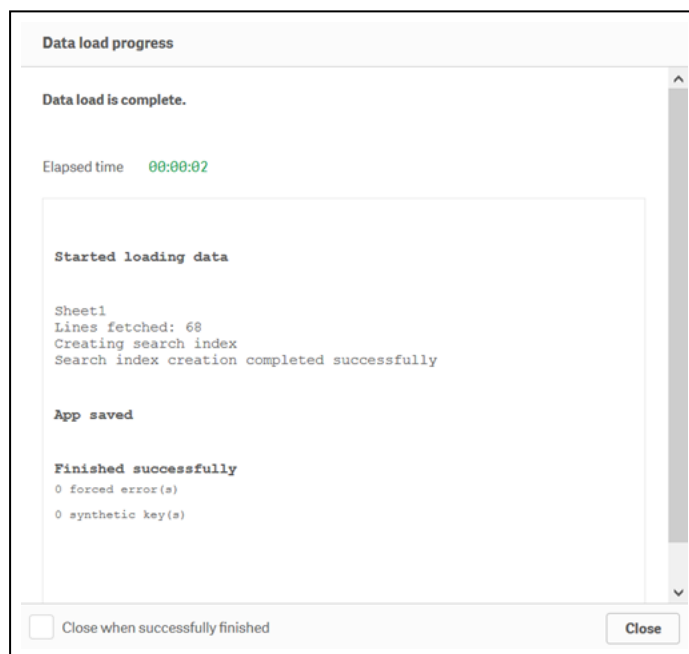 Data load progress
Data load is complete.
Elapsed time 00:00:02
Started loading data
Sheet1
Lines fetched: 68
Creating search index
Search index creation completed successfully
App saved
Finished successfully
0 forced error(s)
0 synthetic key(s)
Close when successfully finished
Close